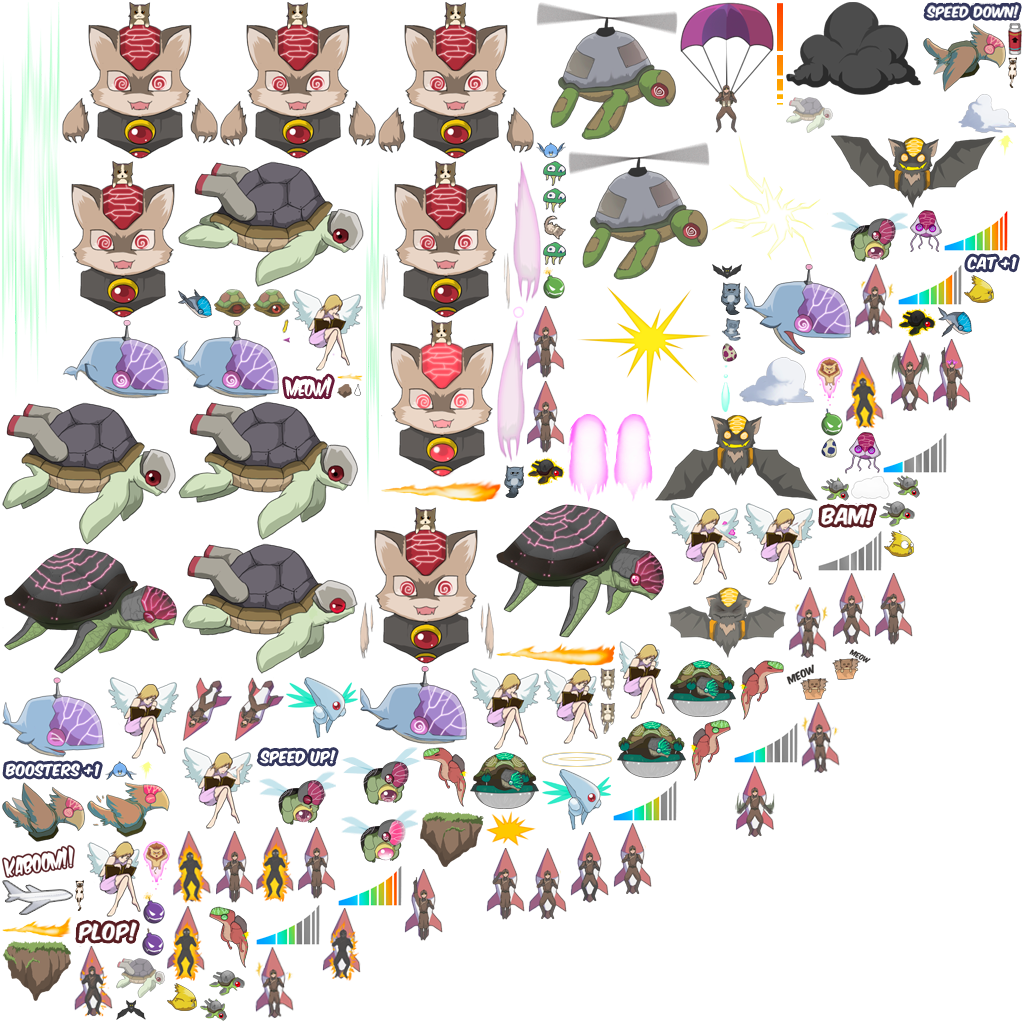 SPEED DOWN!
CAT +1
MEOW!
BAM!
MEOW
MEOW
BOOSTERS +1
SPEED UP!
KABOOM!!
PLOP!